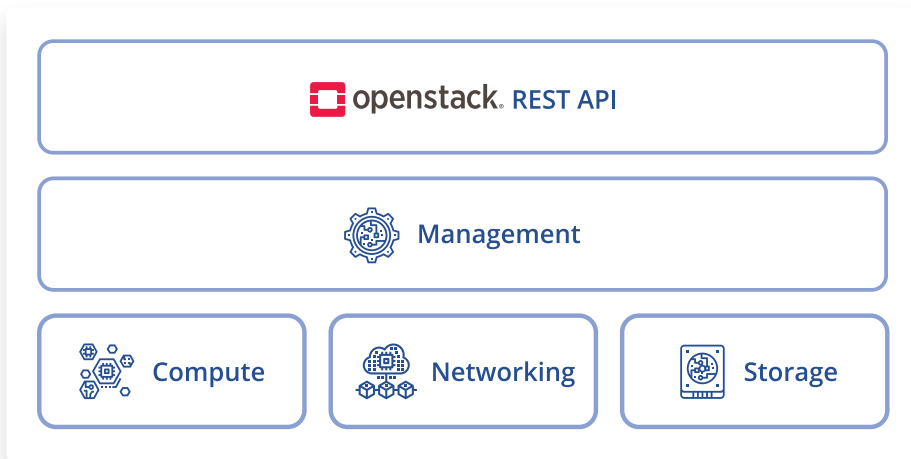 openstack. REST API
Management
Compute
Networking
Storage